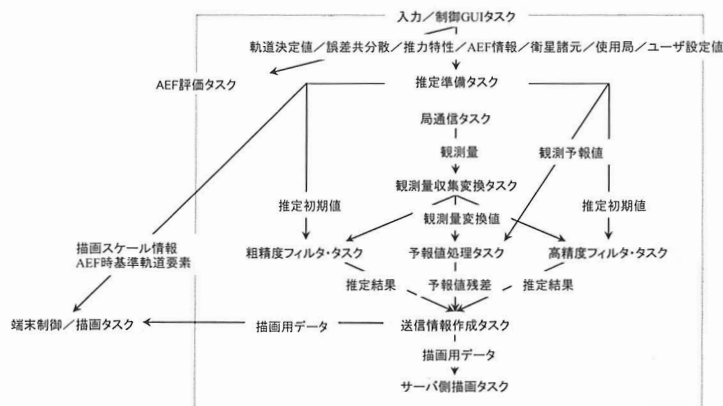 入力／制御GUIタスク
軌道決定値／誤差共分散／推力特性／AEF情報／衛星諸元／使用局／ユーザ設定値
AEF評価タスク
推定準備タスク
局通信タスク
観測量
観測予報値
観測量収集変換タスク
推定初期値
観測量変換値
推定初期値
描画スケール情報
AEF時基準軌道要素
粗精度フィルタ・タスク
予報値処理タスク
高精度フィルタ・タスク
推定結果
予報値残差
推定結果
端末制御／描画タスク
描画用データ
送信情報作成タスク
描画用データ
サーバ側描画タスク